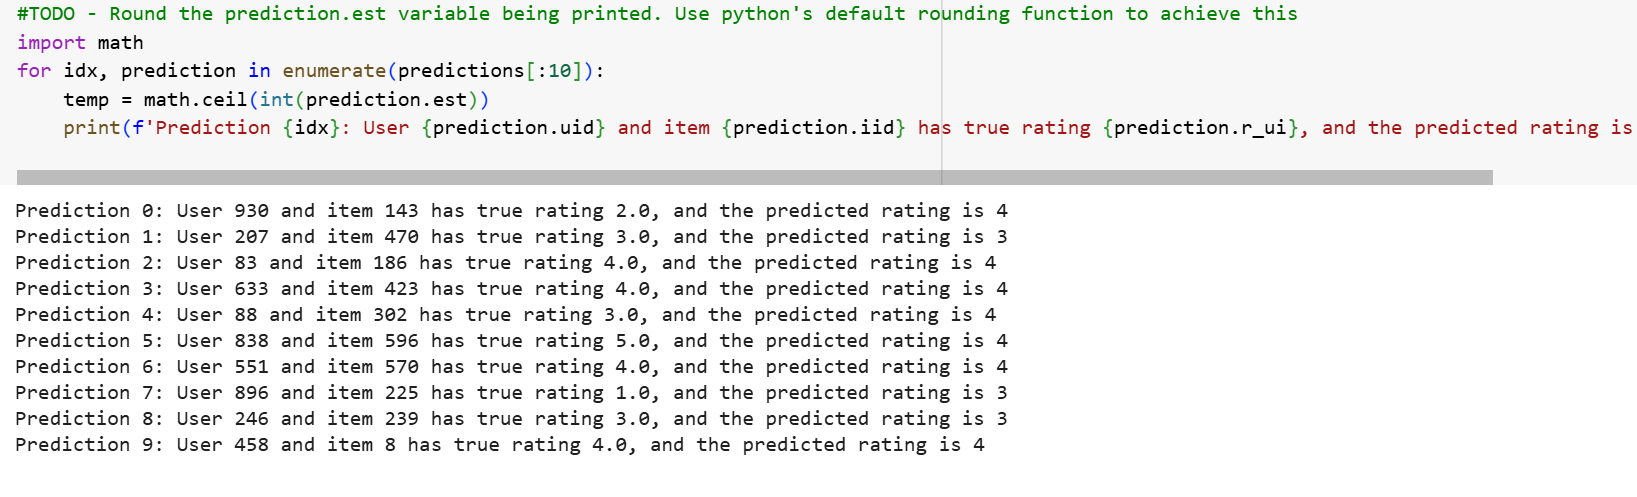 #TODO - Round the prediction.est variable being printed. Use python's default rounding function to achieve this
import math
for idx, prediction in enumerate(predictions[:10]):
    temp = math.ceil(int(prediction.est))
    print(f'Prediction {idx}: User {prediction.uid} and item {prediction.iid} has true rating {prediction.r_ui}, and the predicted rating is
Prediction 0: User 930 and item 143 has true rating 2.0, and the predicted rating is 4
Prediction 1: User 207 and item 470 has true rating 3.0, and the predicted rating is 3
Prediction 2: User 83 and item 186 has true rating 4.0, and the predicted rating is 4
Prediction 3: User 633 and item 423 has true rating 4.0, and the predicted rating is 4
Prediction 4: User 88 and item 302 has true rating 3.0, and the predicted rating is 4
Prediction 5: User 838 and item 596 has true rating 5.0, and the predicted rating is 4
Prediction 6: User 551 and item 570 has true rating 4.0, and the predicted rating is 4
Prediction 7: User 896 and item 225 has true rating 1.0, and the predicted rating is 3
Prediction 8: User 246 and item 239 has true rating 3.0, and the predicted rating is 3
Prediction 9: User 458 and item 8 has true rating 4.0, and the predicted rating is 4